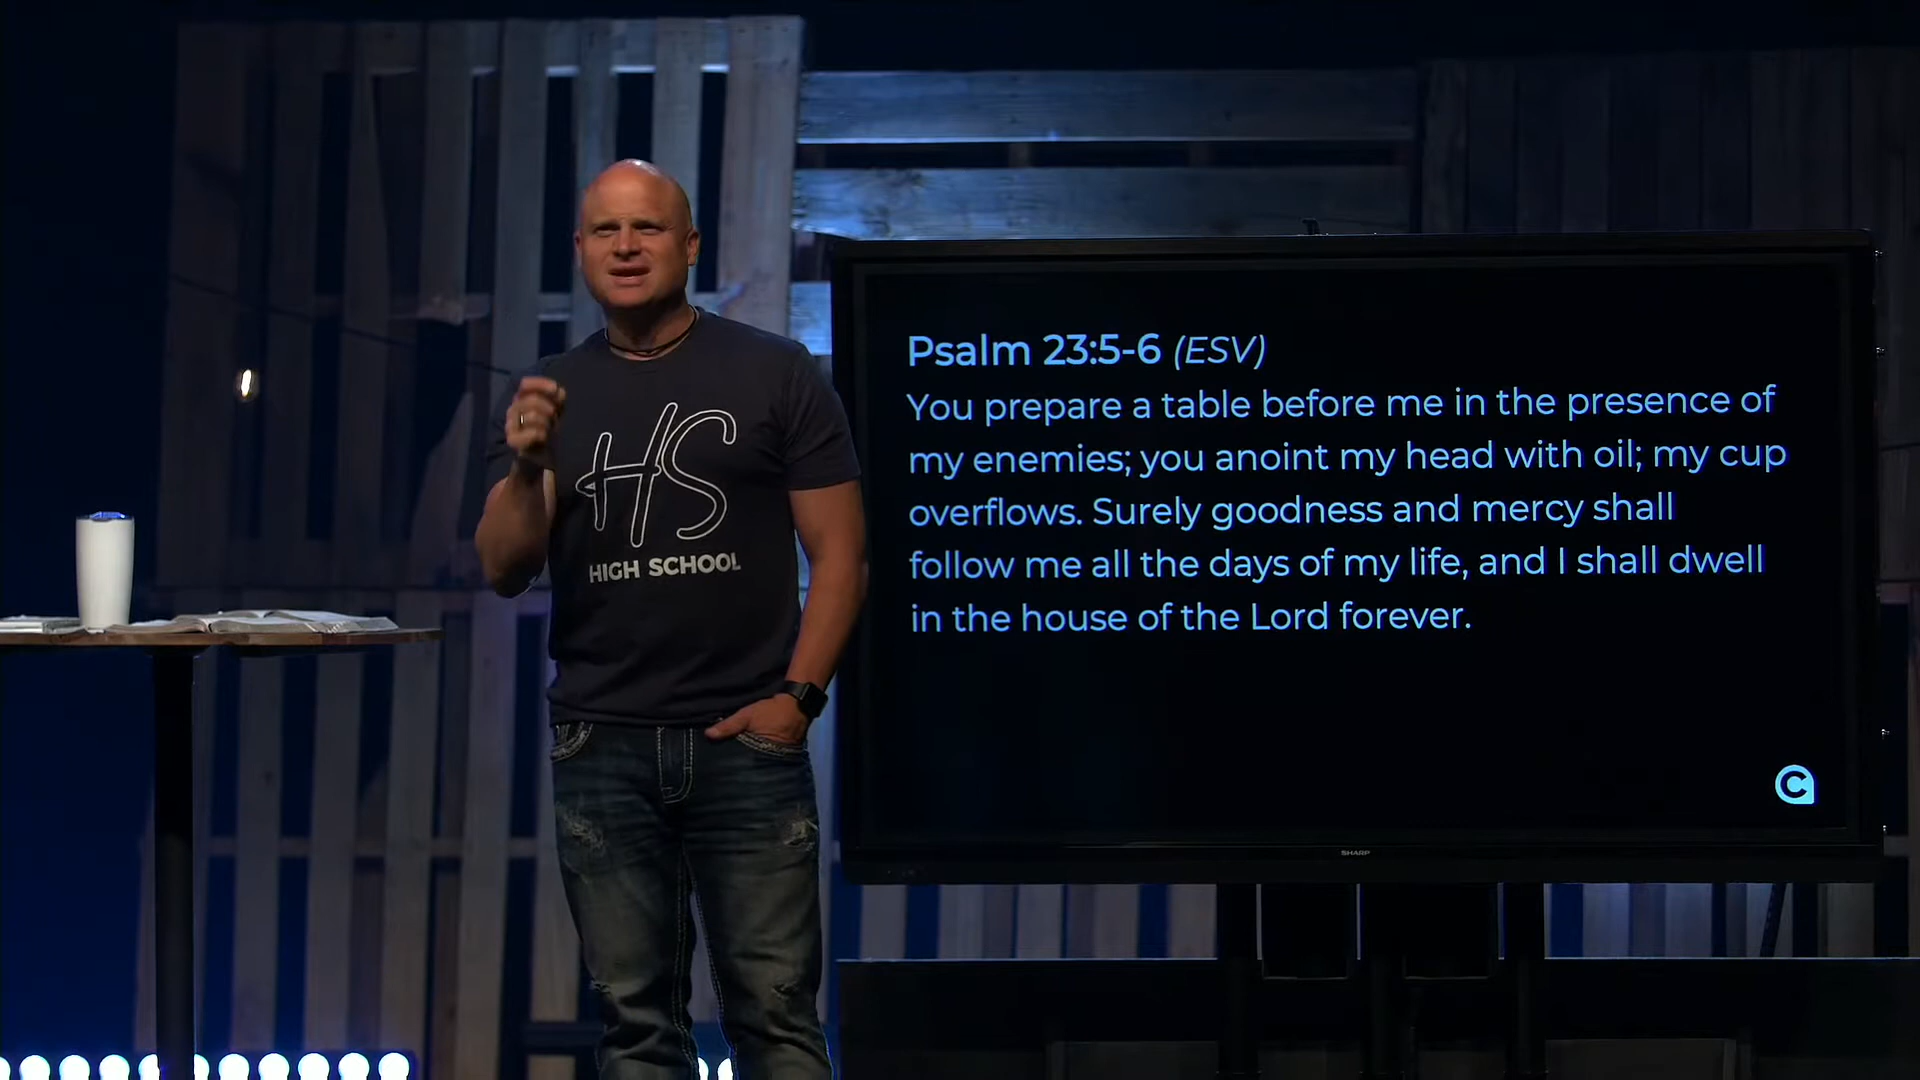 Psalm 23:5-6 (ESV)
You prepare a table before me in the presence of
my enemies; you anoint my head with oil; my cup
overflows. Surely goodness and mercy shall
follow me all the days of my life, and I shall dwell
in the house of the Lord forever.
HS
HIGH SCHOOL
C
SHARP